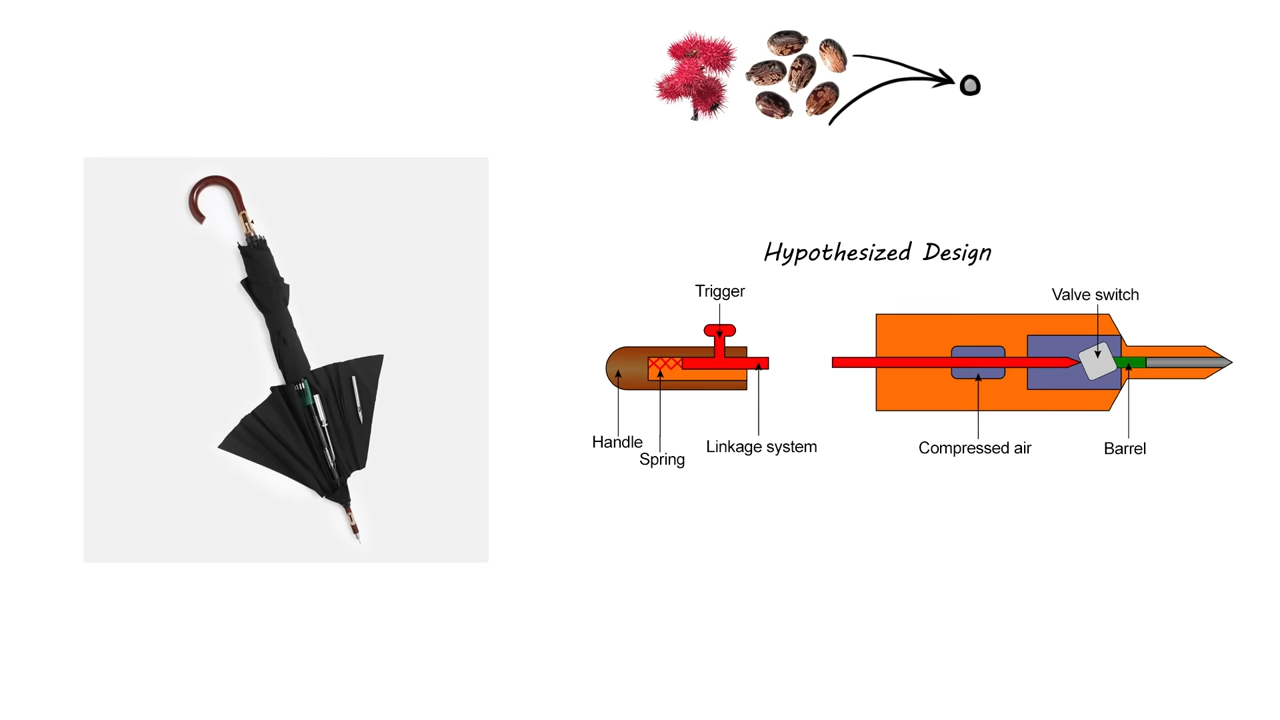 Hypothesized Design
Trigger
Valve switch
Handle
Spring
Linkage system
Compressed air
Barrel